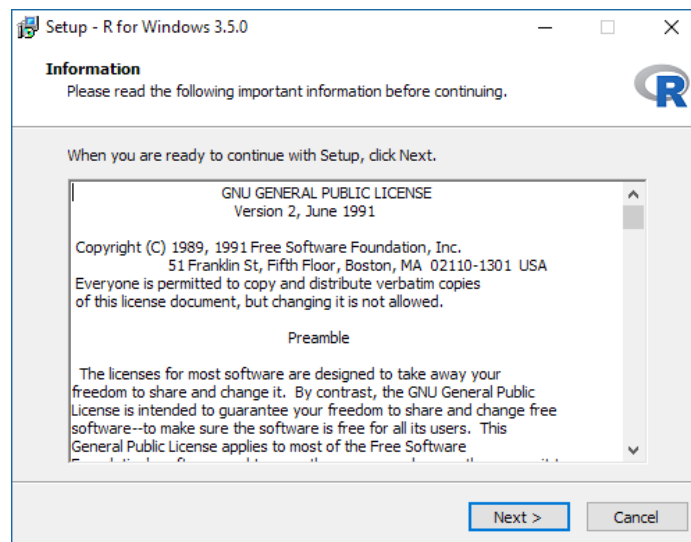 Setup - R for Windows 3.5.0
Information
Please read the following important information before continuing.
R
When you are ready to continue with Setup, click Next.
GNU GENERAL PUBLIC LICENSE
Version 2, June 1991
Copyright (C) 1989, 1991 Free Software Foundation, Inc.
51 Franklin St, Fifth Floor, Boston, MA 02110-1301 USA
Everyone is permitted to copy and distribute verbatim copies
of this license document, but changing it is not allowed.
Preamble
The licenses for most software are designed to take away your
freedom to share and change it. By contrast, the GNU General Public
License is intended to guarantee your freedom to share and change free
software--to make sure the software is free for all its users. This
General Public License applies to most of the Free Software
Next >
Cancel